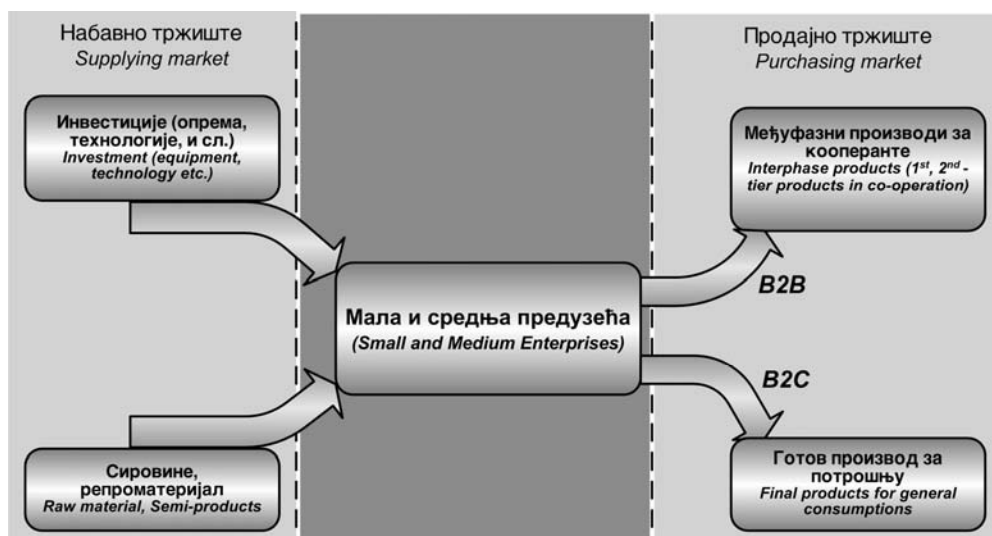 Набавно тржиште
Supplying market
Инвестиције (опрема,
технологије, и сл.)
Investment (equipment,
technology etc.)
Сировине,
репроматеријал
Raw material, Semi-products
Мала и средња предузећа
(Small and Medium Enterprises)
Продајно тржиште
Purchasing market
Међуфазни производи за
кооперанте
Interphase products (1st, 2nd -
tier products in co-operation)
B2B
B2C
Готов производ за
потрошњу
Final products for general
consumptions